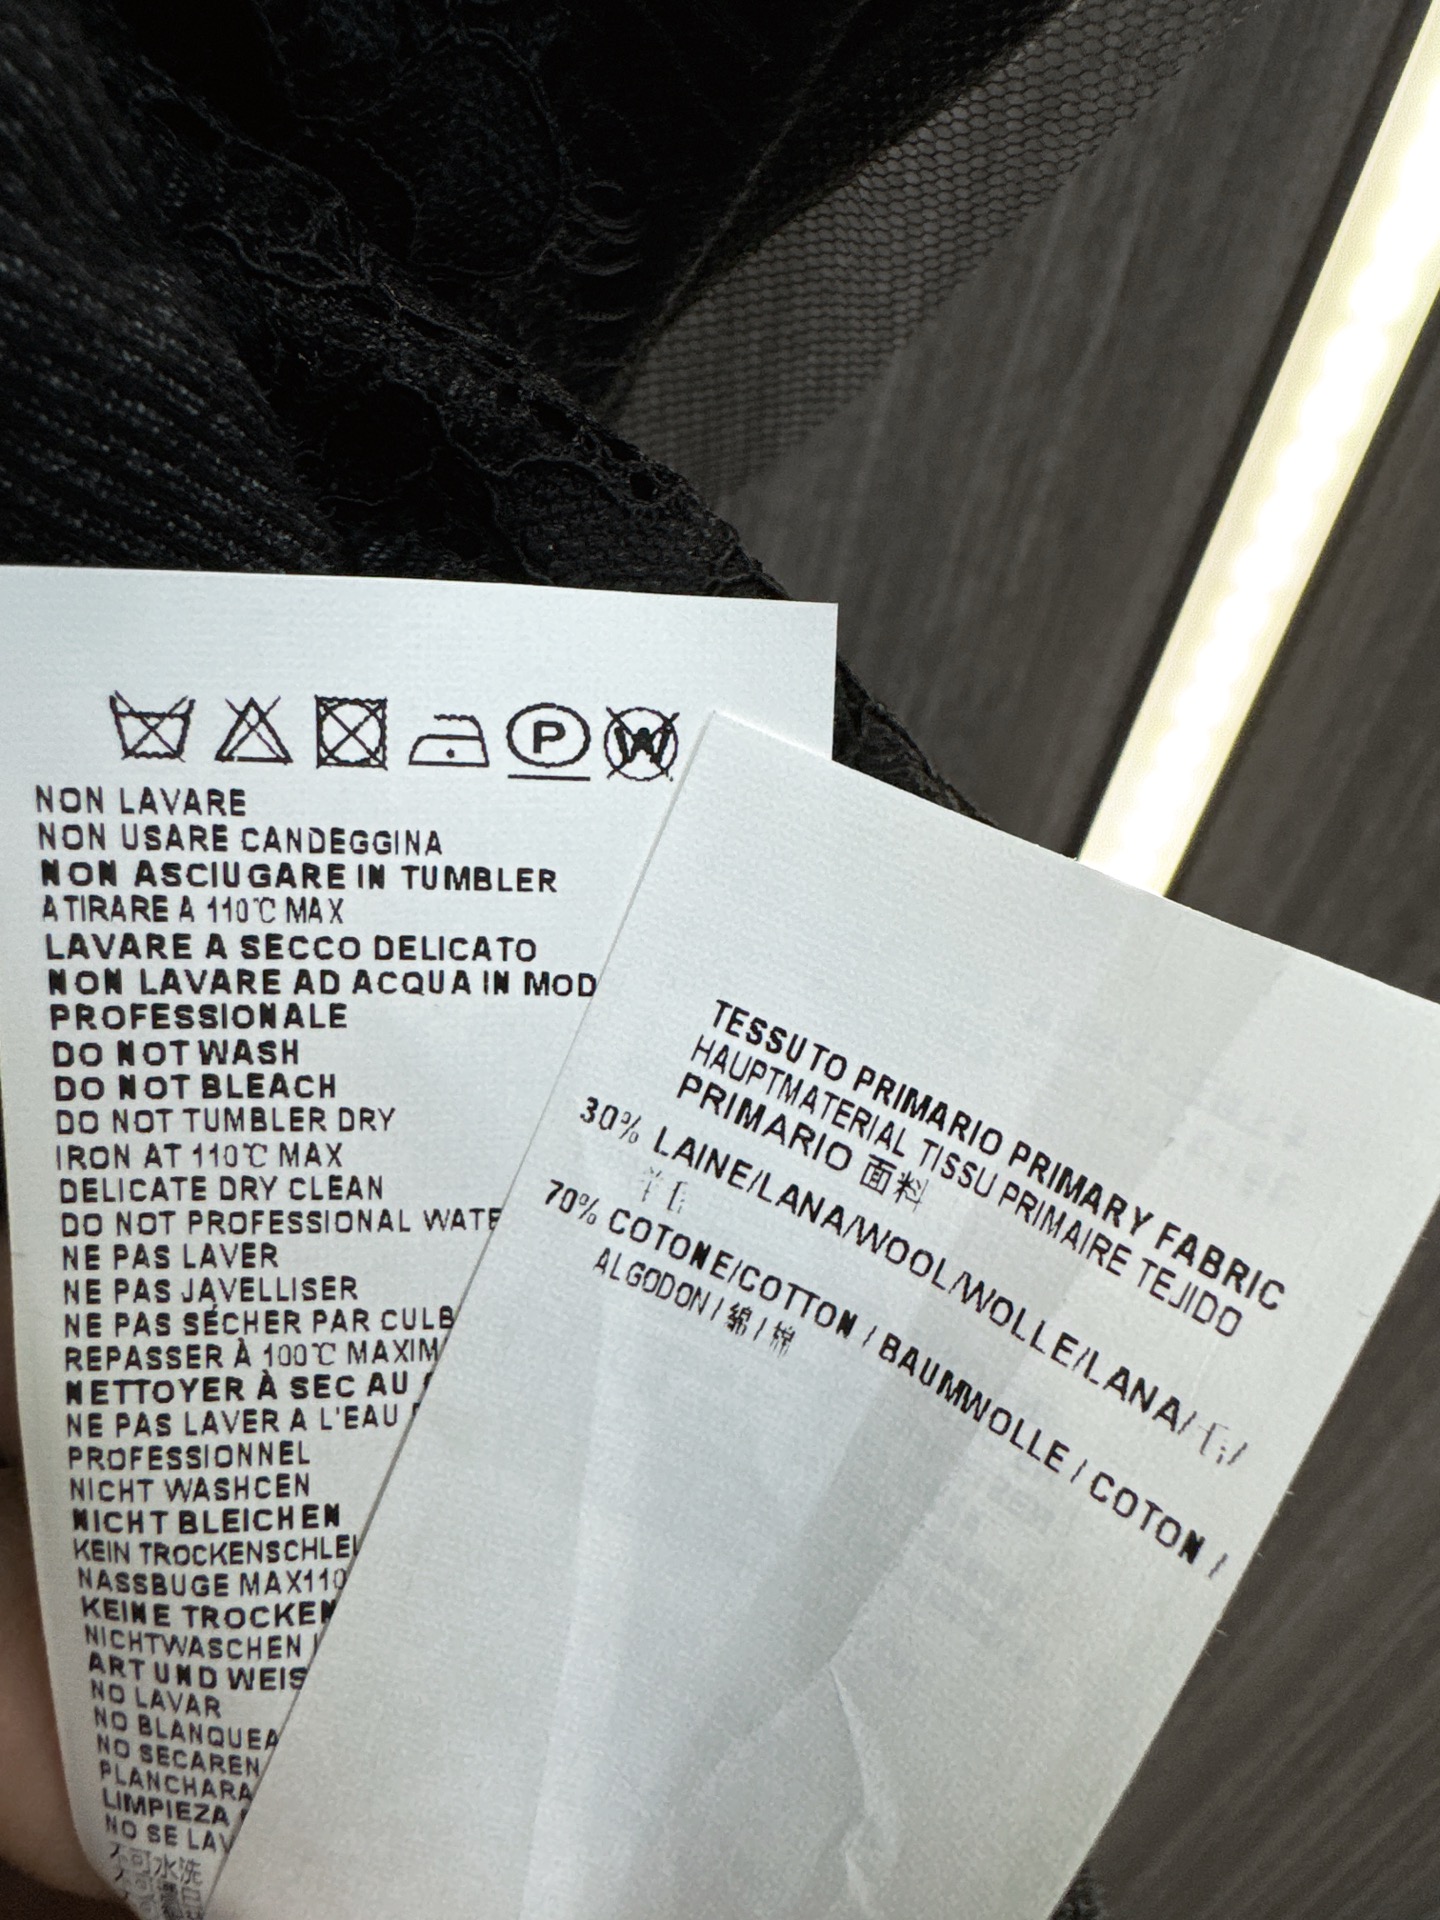 P
W
NON LAVARE
NON USARE CANDEGGINA
NON ASCIUGARE IN TUMBLER
ATIRARE A 110℃ MAX
LAVARE A SECCO DELICATO
NON LAVARE AD ACQUA IN MOD
PROFESSIONALE
DO NOT WASH
DO NOT BLEACH
DO NOT TUMBLER DRY
IRON AT 110℃ MAX
DELICATE DRY CLEAN
DO NOT PROFESSIONAL WATE
NE PAS LAVER
NE PAS JAVELLISER
NE PAS SÉCHER PAR CULB
REPASSER À 100℃ MAXIM
NETTOYER À SEC AU
NE PAS LAVER A L'EAU
PROFESSIONNEL
NICHT WASHCEN
NICHT BLEICHEN
KEIN TROCKENSCHLEI
NASSBUGE MAX110
KEINE TROCKEN
NICHTWASCHEN
ART UND WEIS
NO LAVAR
NO BLANQUEA
NO SECAREN
PLANCHARA
LIMPIEZA
NO SE LAV
不可水洗
TESSUTO PRIMARIO PRIMARY FABRIC
HAUPTMATERIAL TISSU PRIMAIRE TEJIDO
PRIMARIO 面料
30% LAINE/LANA/WOOL/WOLLE/LANA/
70% COTONE/COTTON / BAUMWOLLE / COTON /
ALGODON / 綿 / 棉